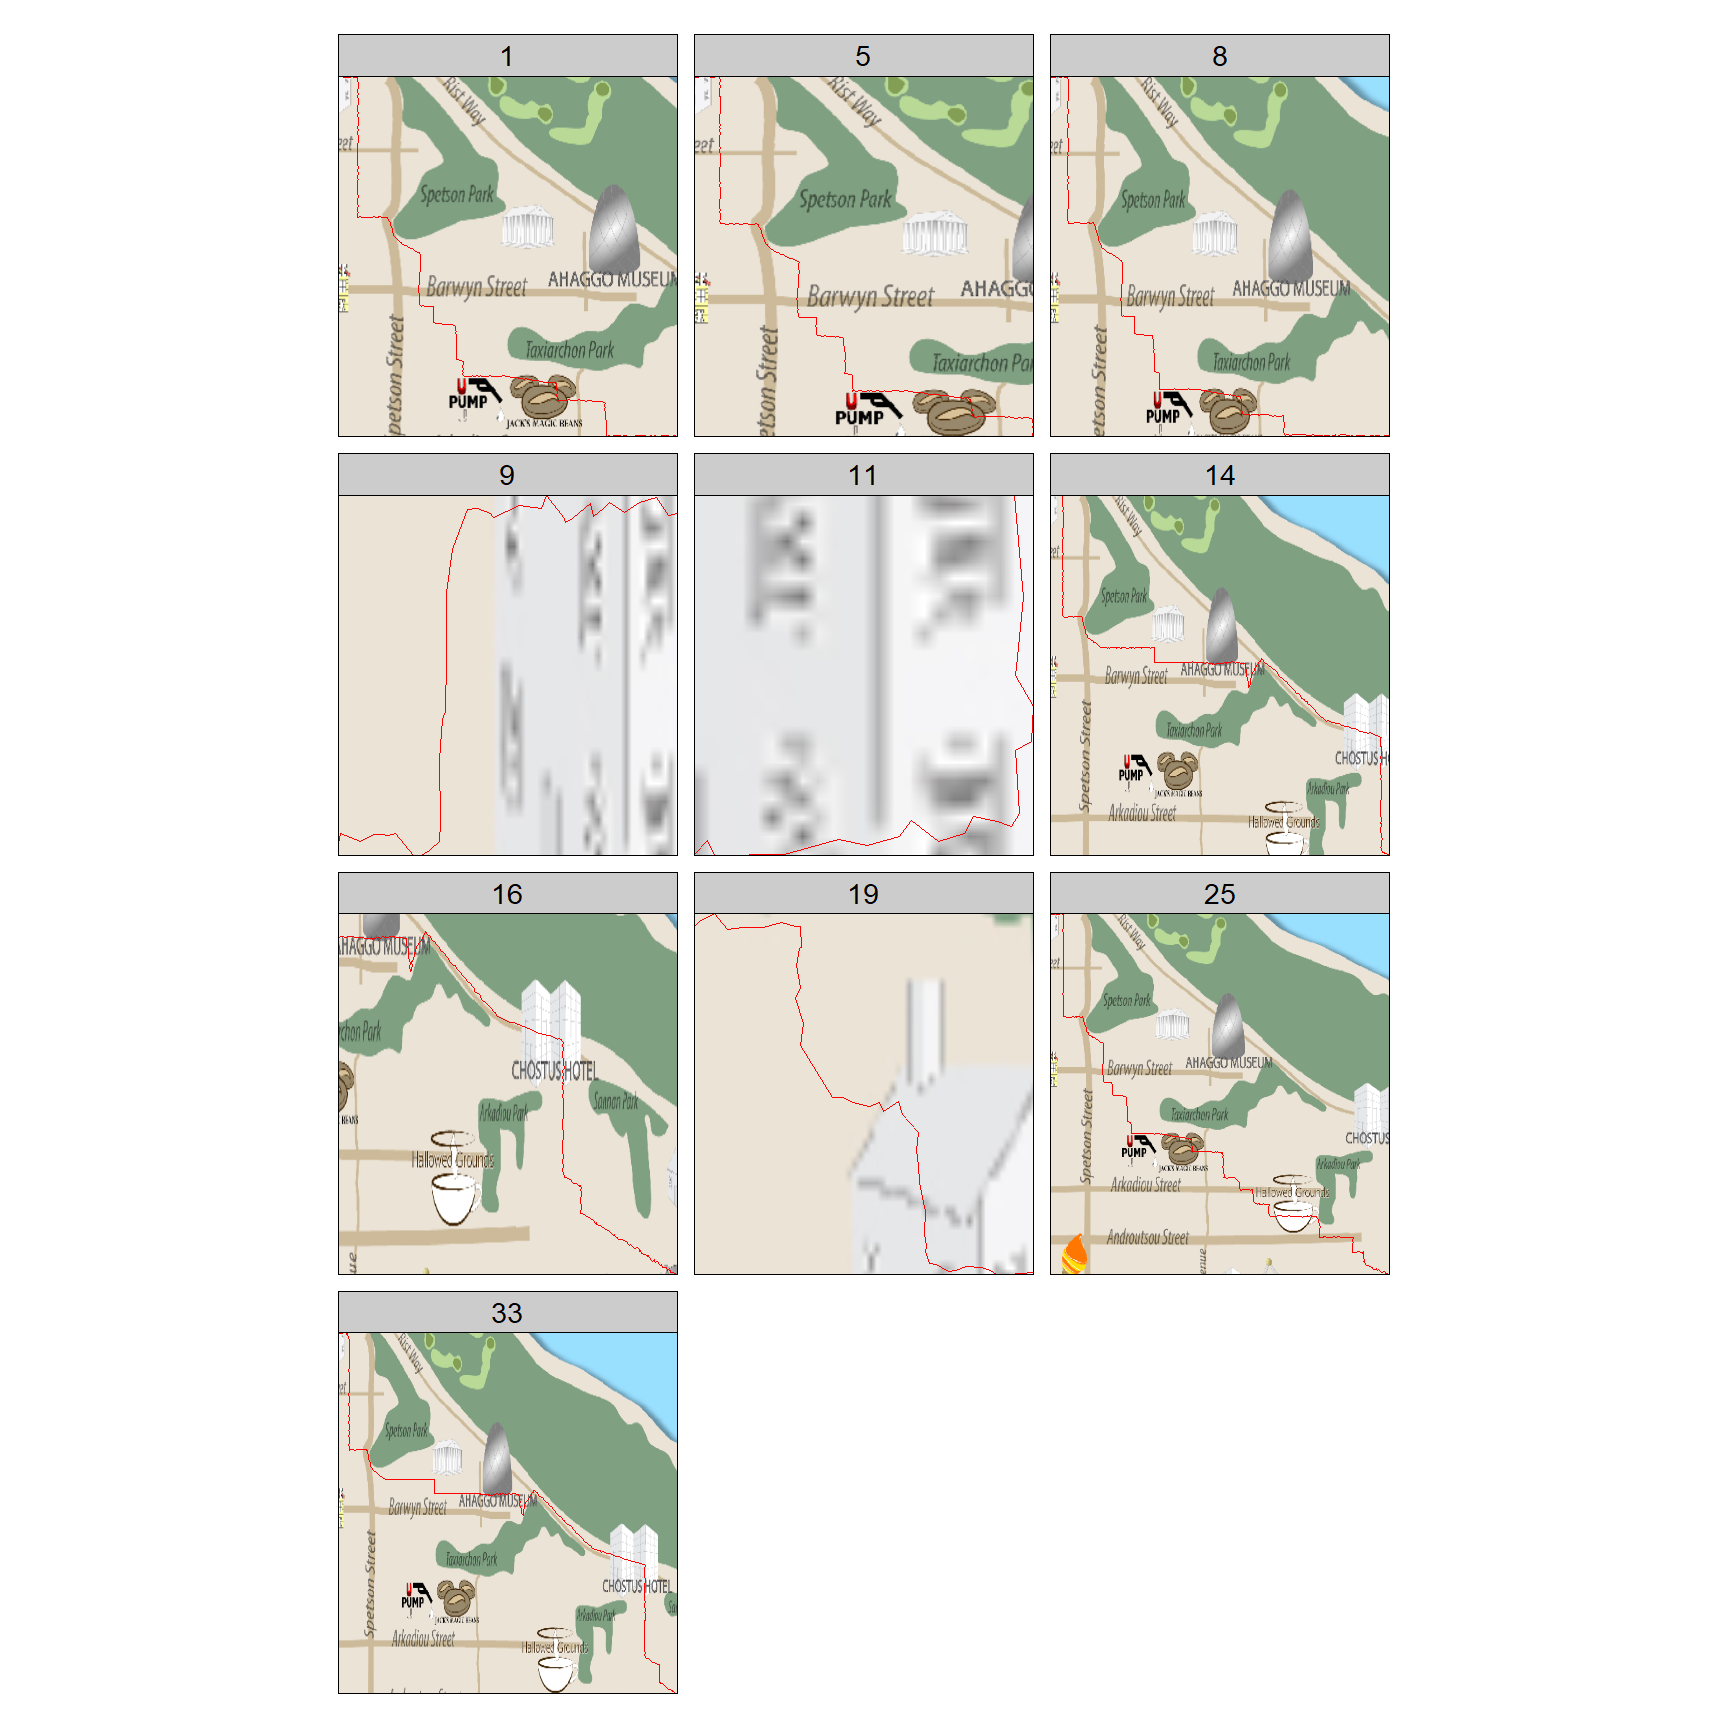 1
Rist Way
eet
Spetson Park
AHAGGO MUSEUM
Barwyn Street
Spetson Street
Taxiarchon Park
U
PUMP
JACK'S MAGIC BEANS
5
Rist Way
eet
Spetson Park
AHAGG
Barwyn Street
Spetson Street
Taxiarchon Par
U
PUMP
8
Rist Way
eet
Spetson Park
AHAGGO MUSEUM
Barwyn Street
Spetson Street
Taxiarchon Park
U
PUMP
9
11
14
Rist Way
eet
Spetson Park
AHAGGO MUSEUM
Barwyn Street
Spetson Street
Taxiarchon Park
CHOSTUS H
U
PUMP
JACK'S MAGIC BEANS
Arkadiou Park
Arkadiou Street
Hallowed Grounds
16
AHAGGO MUSEUM
rchon Park
CHOSTUS HOTEL
BEANS
Arkadiou Park
Sannon Park
Hallowed Grounds
ue
19
25
Rist Way
eet
Spetson Park
AHAGGO MUSEUM
Barwyn Street
Spetson Street
Taxiarchon Park
CHOSTUS
U
PUMP
JACK'S MAGIC BEANS
Arkadiou Park
Arkadiou Street
Hallowed Grounds
Androutsou Street
enue
33
Rist Way
et
Spetson Park
AHAGGO MUSEUM
Barwyn Street
Spetson Street
Taxiarchon Park
CHOSTUS HOTEL
U
PUMP
JACK'S MAGIC BEANS
Arkadiou Park
Sa
Arkadiou Street
Hallowed Grounds